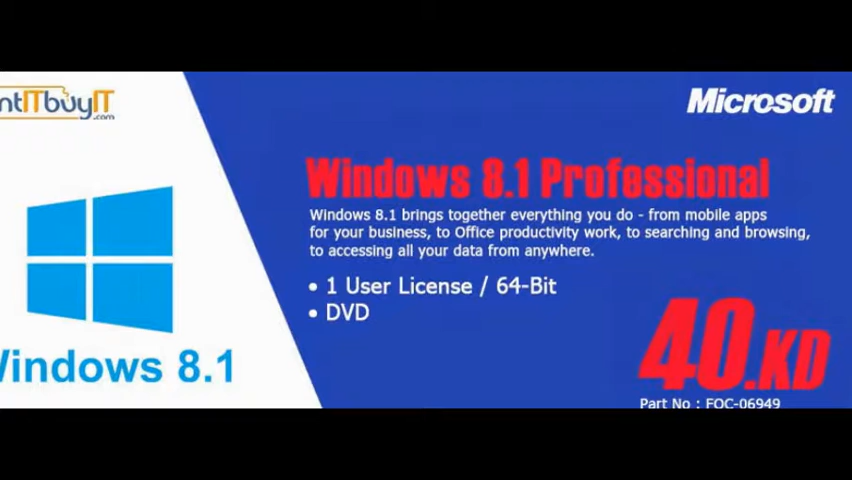 ntITbuyIT
.com
Microsoft
Windows 8.1 Professional
Windows 8.1 brings together everything you do - from mobile apps
for your business, to Office productivity work, to searching and browsing,
to accessing all your data from anywhere.
• 1 User License / 64-Bit
• DVD
Windows 8.1
40.KD
Part No : FQC-06949